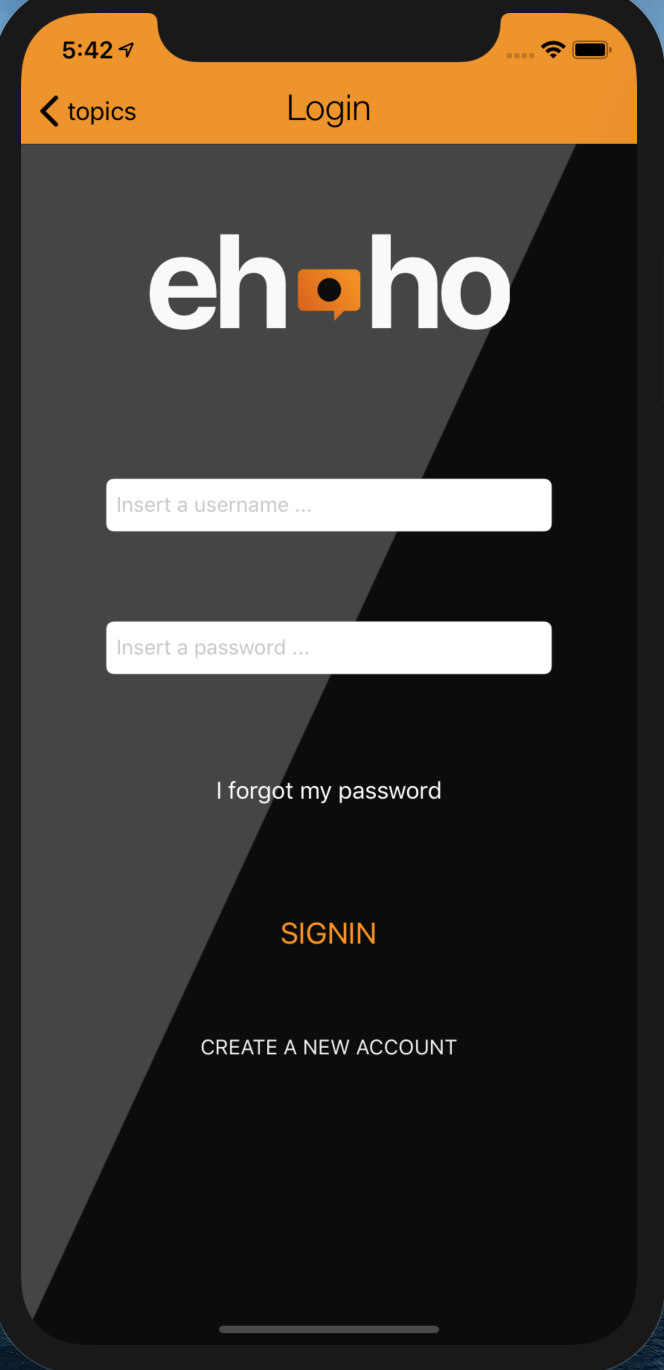 5:42
topics
Login
eh ho
Insert a username ...
Insert a password ...
I forgot my password
SIGNIN
CREATE A NEW ACCOUNT